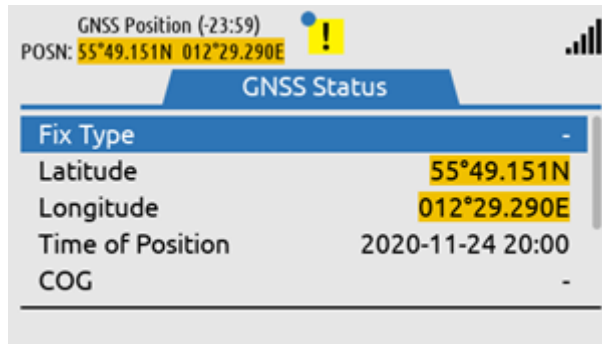 GNSS Position (-23:59)
POSN: 55°49.151N 012°29.290E
!
GNSS Status
Fix Type -
Latitude 55°49.151N
Longitude 012°29.290E
Time of Position 2020-11-24 20:00
COG -